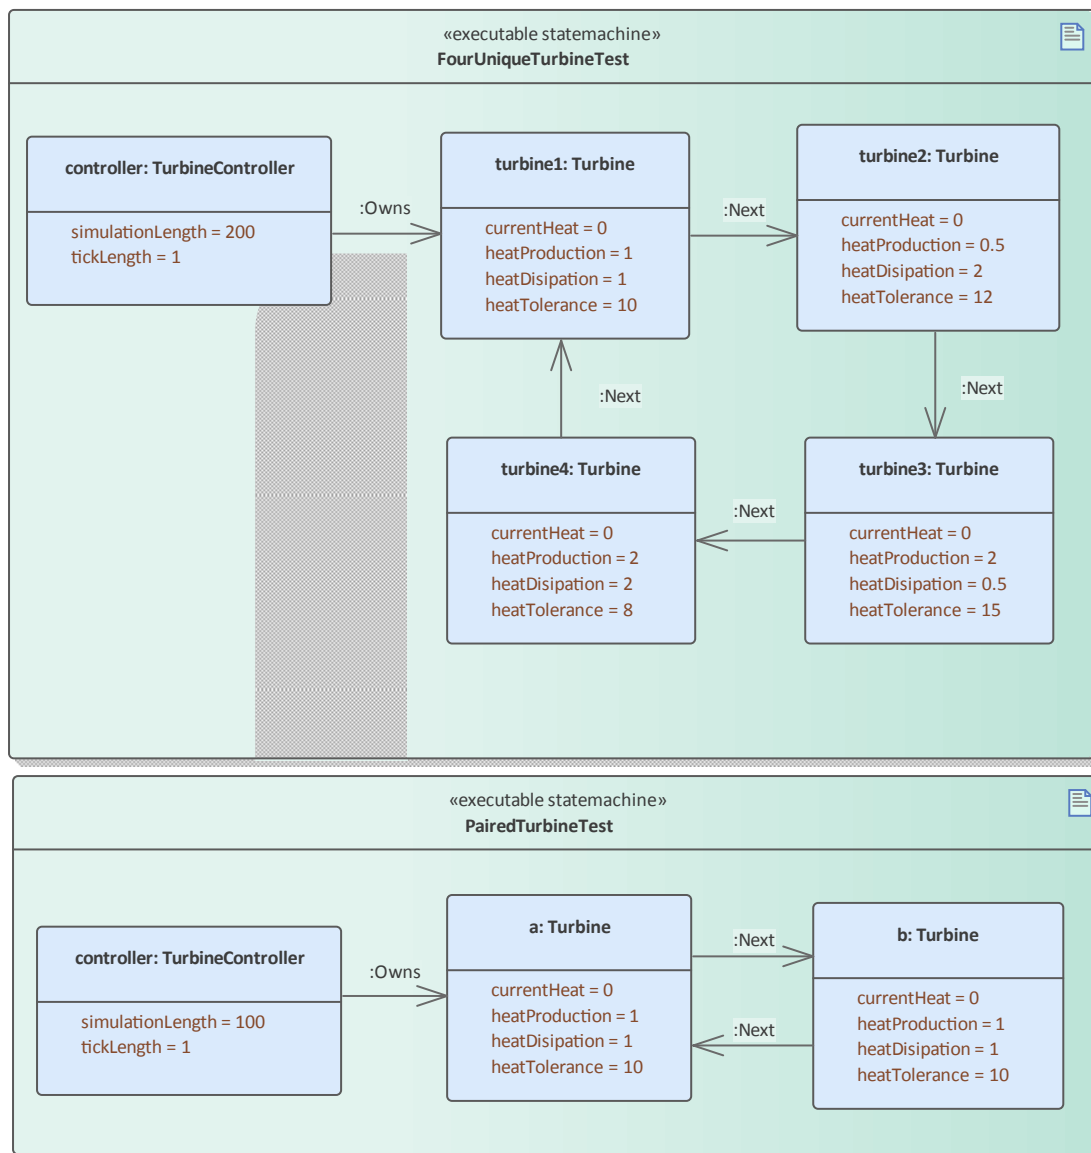 «executable statemachine»
FourUniqueTurbineTest
controller: TurbineController
simulationLength = 200
tickLength = 1
:Owns
turbine1: Turbine
currentHeat = 0
heatProduction = 1
heatDisipation = 1
heatTolerance = 10
:Next
turbine2: Turbine
currentHeat = 0
heatProduction = 0.5
heatDisipation = 2
heatTolerance = 12
:Next
:Next
turbine4: Turbine
currentHeat = 0
heatProduction = 2
heatDisipation = 2
heatTolerance = 8
:Next
turbine3: Turbine
currentHeat = 0
heatProduction = 2
heatDisipation = 0.5
heatTolerance = 15
«executable statemachine»
PairedTurbineTest
controller: TurbineController
simulationLength = 100
tickLength = 1
:Owns
a: Turbine
currentHeat = 0
heatProduction = 1
heatDisipation = 1
heatTolerance = 10
:Next
:Next
b: Turbine
currentHeat = 0
heatProduction = 1
heatDisipation = 1
heatTolerance = 10